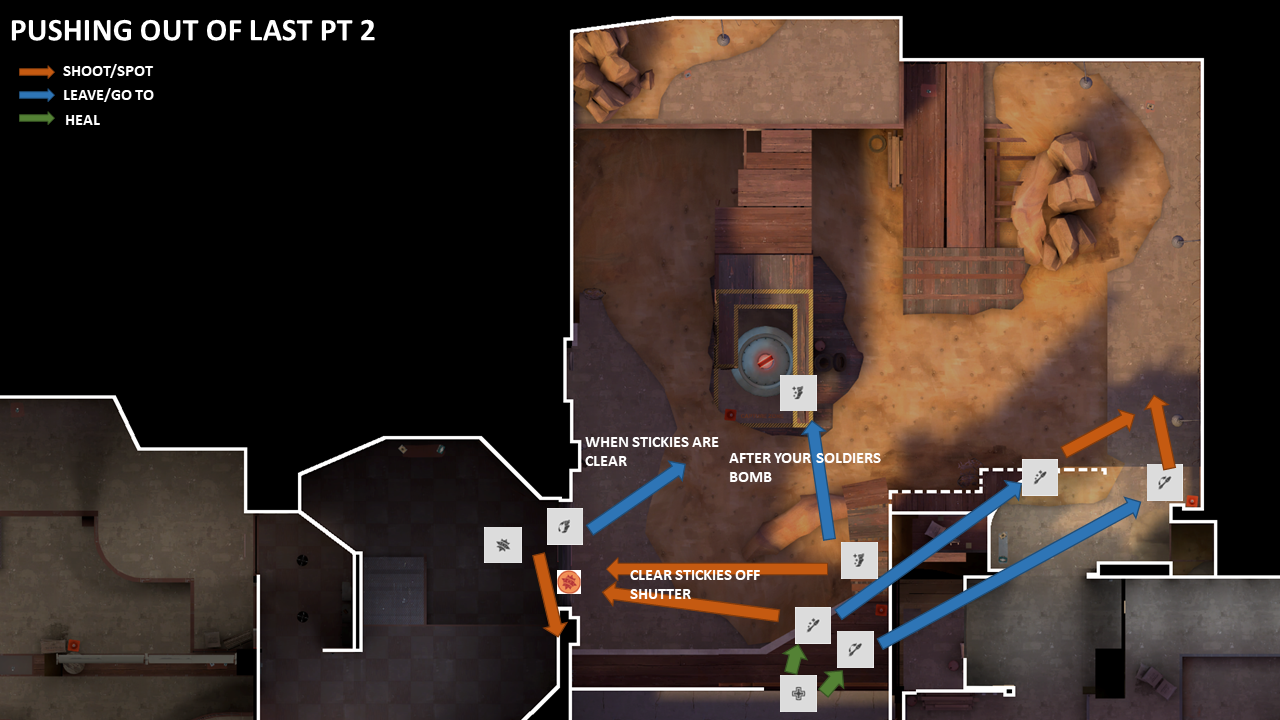 PUSHING OUT OF LAST PT 2
SHOOT/SPOT
LEAVE/GO TO
HEAL
WHEN STICKIES ARE
CLEAR
AFTER YOUR SOLDIERS
BOMB
CLEAR STICKIES OFF
SHUTTER